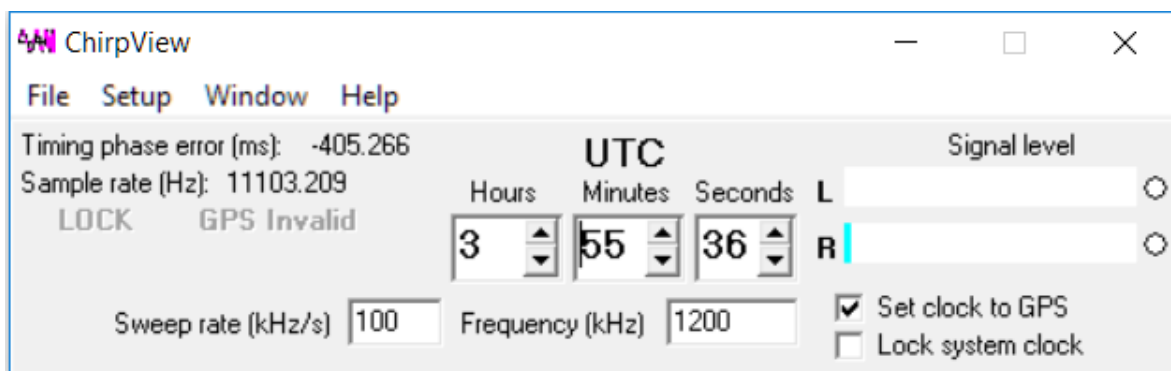 ChirpView
File Setup Window Help
Timing phase error (ms): -405.266
Sample rate (Hz): 11103.209
LOCK GPS Invalid
UTC
Hours Minutes Seconds
3 55 36
Signal level
L
R
Sweep rate (kHz/s) 100 Frequency (kHz) 1200
Set clock to GPS
Lock system clock